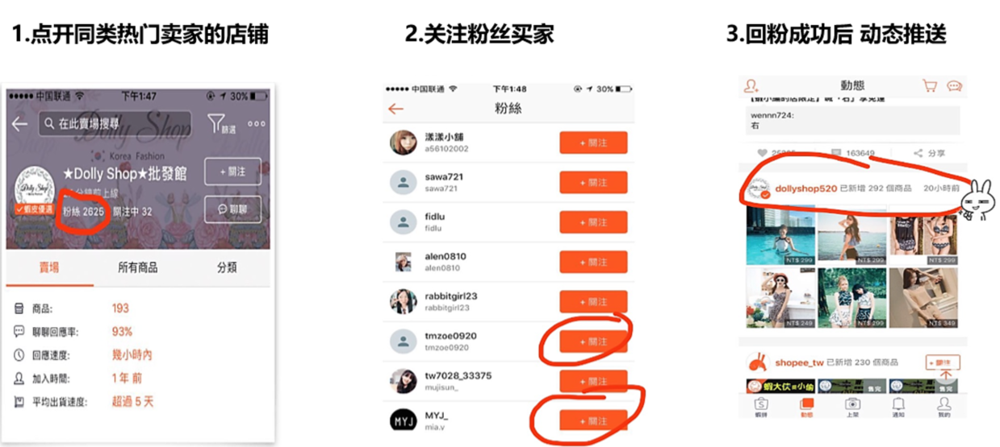 1.点开同类热门卖家的店铺
2.关注粉丝买家
3.回粉成功后 动态推送
中国联通 下午1:47 30%
在此賣場搜尋
篩選
Dolly Shop
Korea Fashion
★Dolly Shop★批發館
+ 關注
分鐘前上線
蝦皮優選
粉絲 2625 關注中 32
聊聊
賣場 所有商品 分類
商品: 193
聊聊回應率: 93%
回應速度: 幾小時內
加入時間: 1 年 前
平均出貨速度: 超過 5 天
中国联通 下午1:48 30%
粉絲
漾漾小舖
a56102002
+ 關注
sawa721
sawa721
+ 關注
fidlu
fidlu
+ 關注
alen0810
alen0810
+ 關注
rabbitgirl23
rabbitgirl23
+ 關注
tmzoe0920
tmzoe0920
+ 關注
tw7028_33375
mujisun_
+ 關注
MYJ
MYJ_
mia.v
+ 關注
動態
wennn724:
右
163649 分享
dollyshop520 已新增 292 個商品 20小時前
NT$ 299 NT$ 299 NT$ 299
NT$ 249 NT$ 299 NT$ 349
shopee_tw 已新增 230 個商品
+ 關注
售完 售完
蝦拼 動態 上架 通知 我的